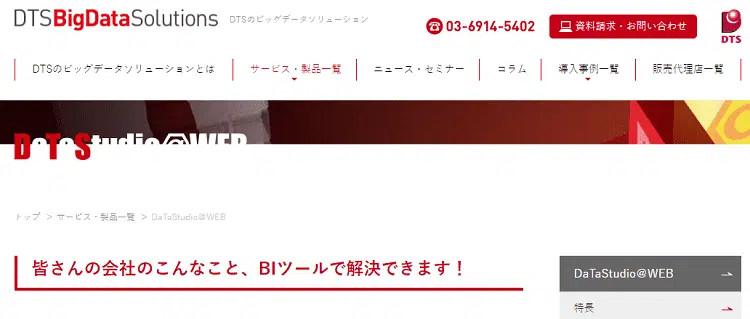 DTSBigDataSolutions DTSのビッグデータソリューション
03-6914-5402
資料請求・お問い合わせ
DTS
DTSのビッグデータソリューションとは サービス・製品一覧 ニュース・セミナー コラム 導入事例一覧 販売代理店一覧
DaTaStudio@WEB
トップ > サービス・製品一覧 > DaTaStudio@WEB
皆さんの会社のこんなこと、BIツールで解決できます！
DaTaStudio@WEB
特長